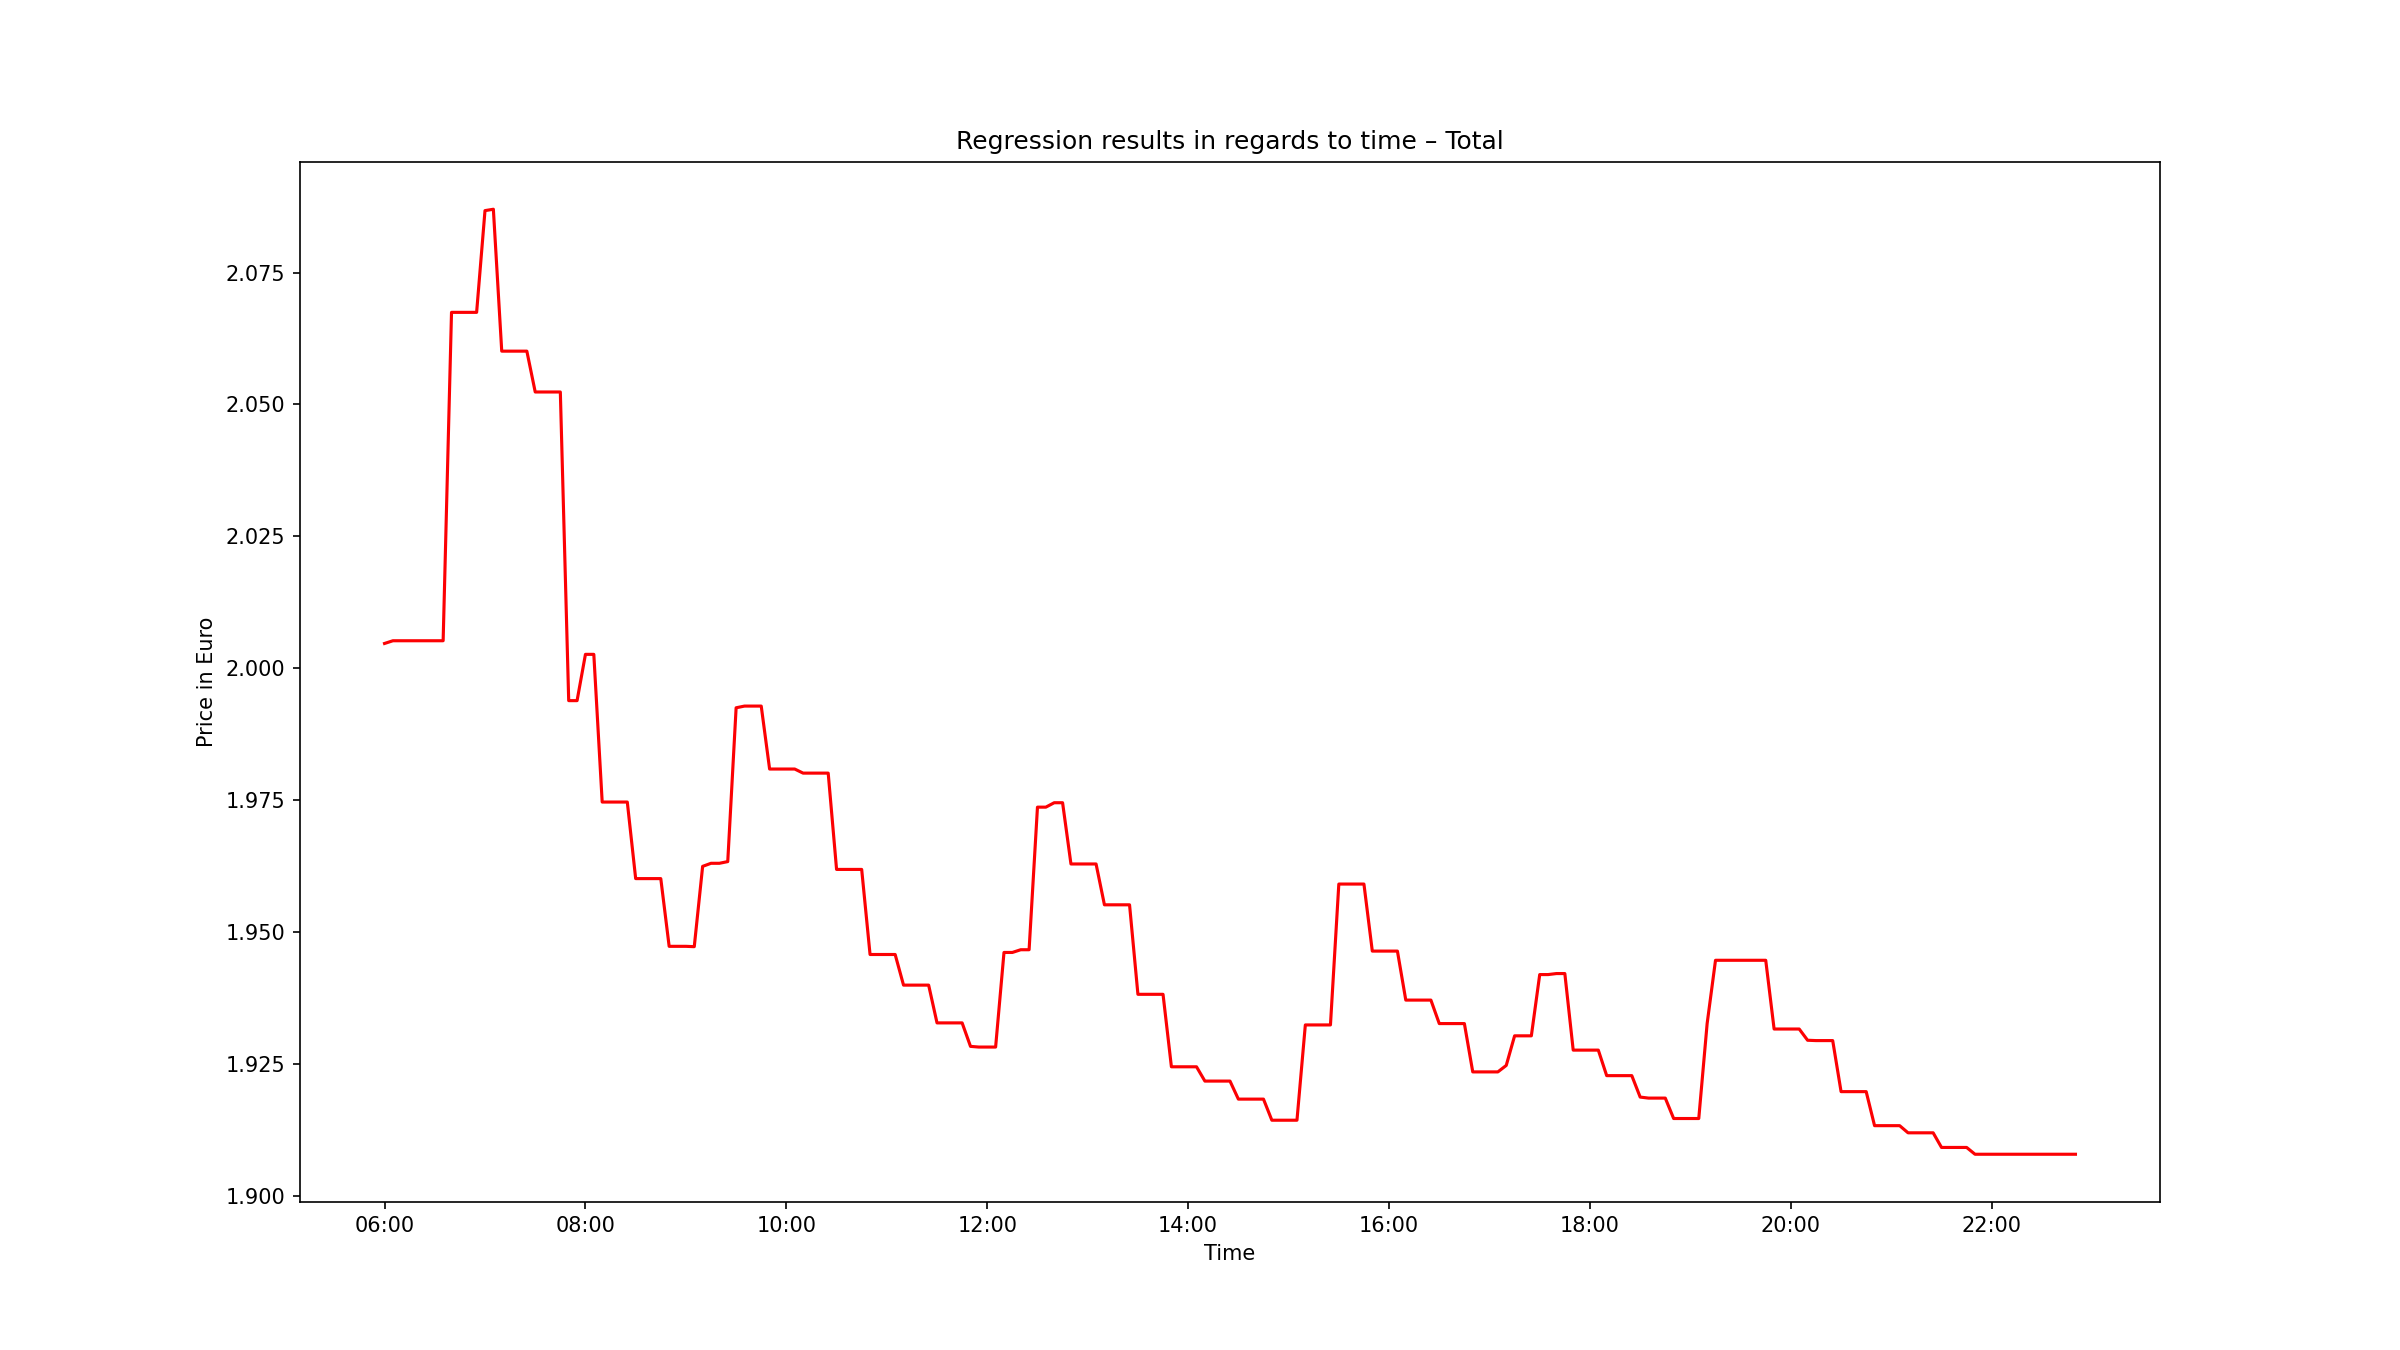 Regression results in regards to time – Total
Price in Euro
2.075
2.050
2.025
2.000
1.975
1.950
1.925
1.900
06:00 08:00 10:00 12:00 14:00 16:00 18:00 20:00 22:00
Time